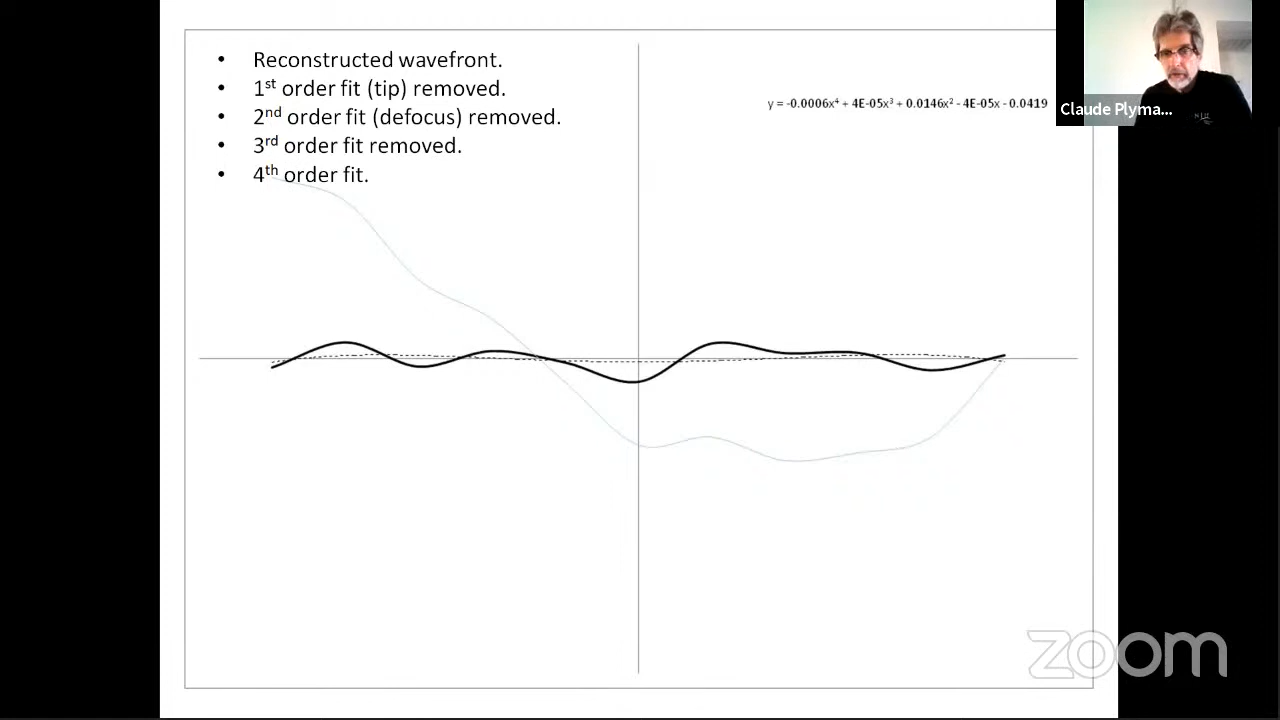 • Reconstructed wavefront.
• 1st order fit (tip) removed.
• 2nd order fit (defocus) removed.
• 3rd order fit removed.
• 4th order fit.
y = -0.0006x⁴ + 4E-05x³ + 0.0146x² - 4E-05x - 0.0419
Claude Plyma...
zoom